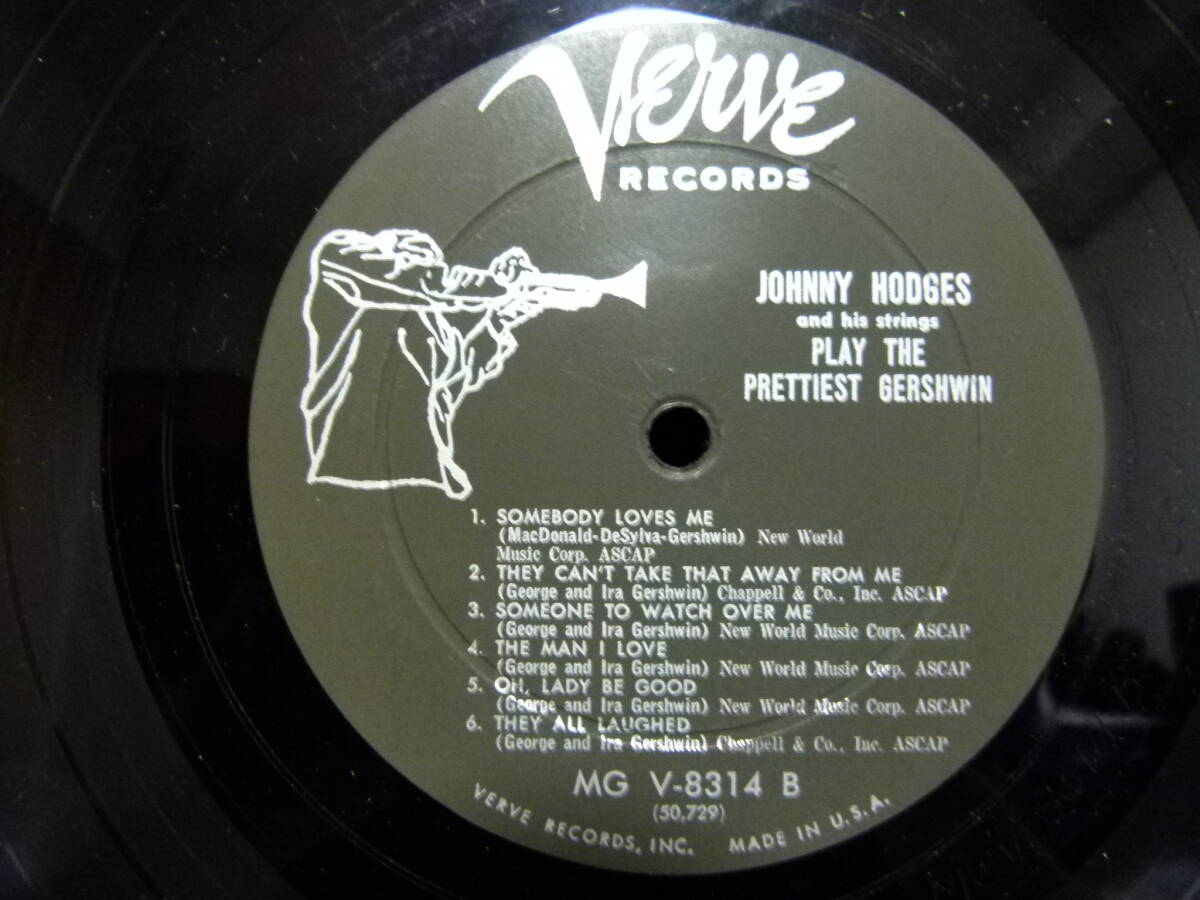 Verve
RECORDS
JOHNNY HODGES
and his strings
PLAY THE
PRETTIEST GERSHWIN
1. SOMEBODY LOVES ME
(MacDonald-DeSylva-Gershwin) New World
Music Corp. ASCAP
2. THEY CAN'T TAKE THAT AWAY FROM ME
(George and Ira Gershwin) Chappell & Co., Inc. ASCAP
3. SOMEONE TO WATCH OVER ME
(George and Ira Gershwin) New World Music Corp. ASCAP
4. THE MAN I LOVE
(George and Ira Gershwin) New World Music Corp. ASCAP
5. OH, LADY BE GOOD
(George and Ira Gershwin) New World Music Corp. ASCAP
6. THEY ALL LAUGHED
(George and Ira Gershwin) Chappell & Co., Inc. ASCAP
MG V-8314 B
(50,729)
VERVE RECORDS, INC. MADE IN U.S.A.